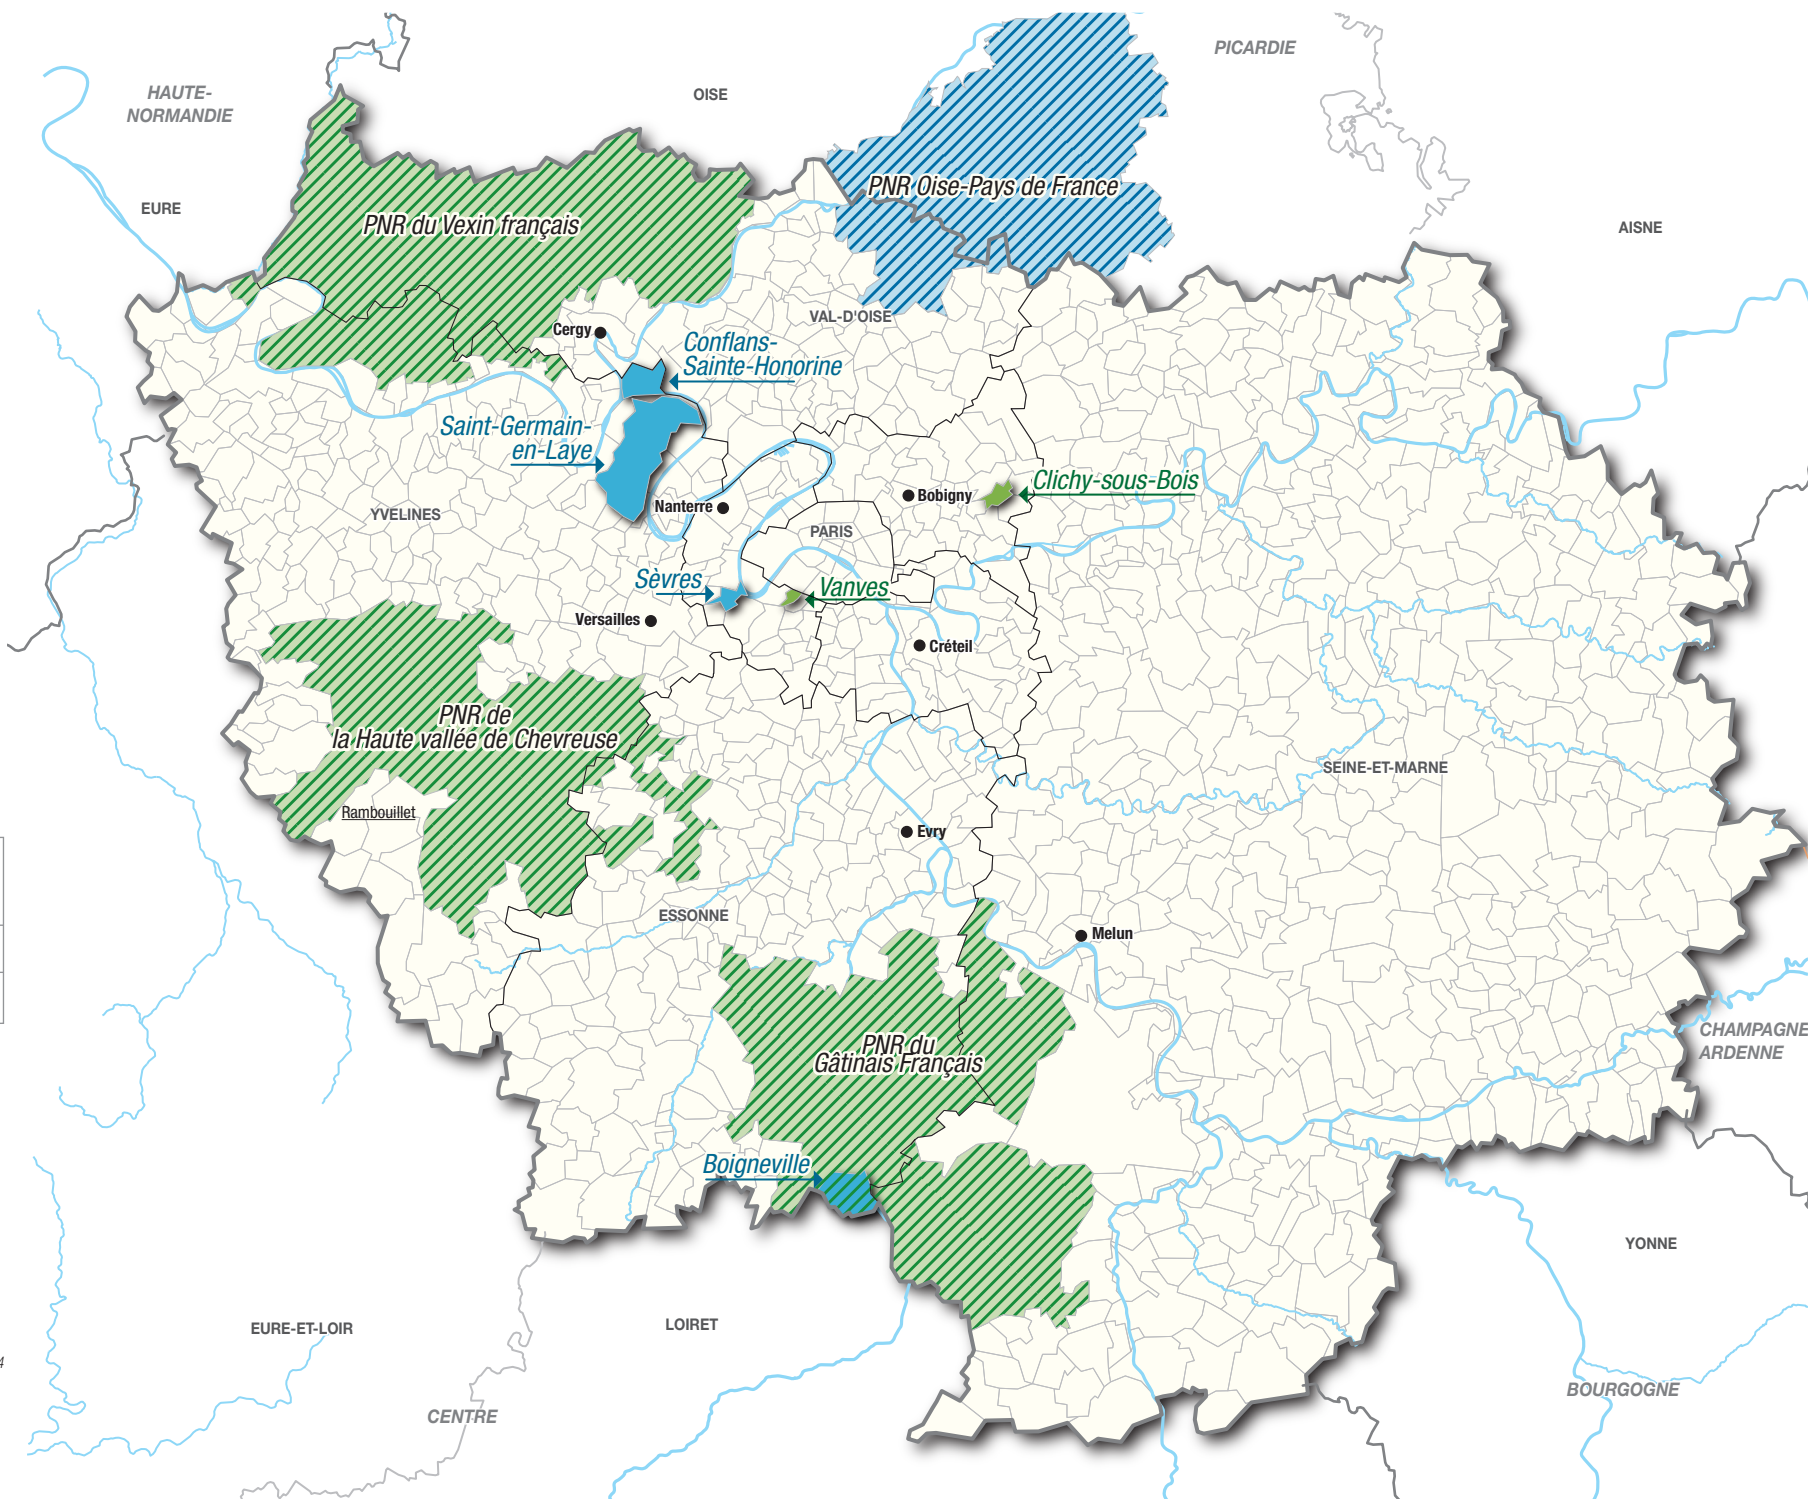 PICARDIE
HAUTE-
NORMANDIE
OISE
PNR Oise-Pays de France
EURE
PNR du Vexin français
AISNE
VAL-D'OISE
Cergy
Conflans-
Sainte-Honorine
Saint-Germain-
en-Laye
Clichy-sous-Bois
Bobigny
Nanterre
YVELINES
PARIS
Sèvres
Vanves
Versailles
Créteil
PNR de
la Haute vallée de Chevreuse
SEINE-ET-MARNE
Rambouillet
Evry
ESSONNE
Melun
CHAMPAGNE
ARDENNE
PNR du
Gâtinais Français
Boigneville
YONNE
EURE-ET-LOIR
LOIRET
4
BOURGOGNE
CENTRE